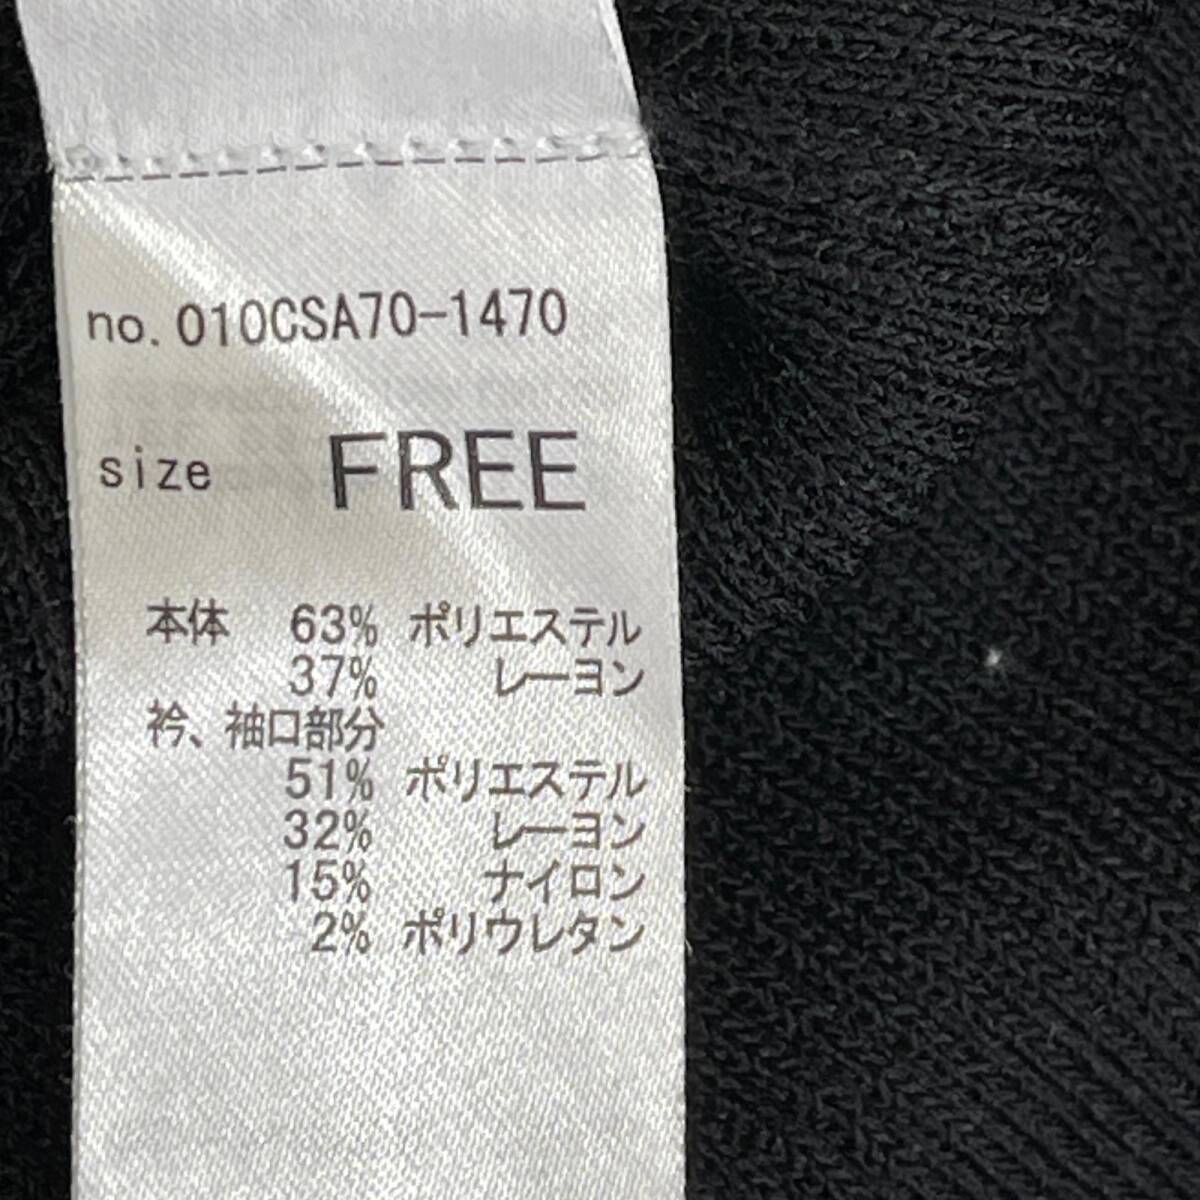 no. 010CSA70-1470
size FREE
本体 63% ポリエステル
37% レーヨン
衿、袖口部分
51% ポリエステル
32% レーヨン
15% ナイロン
2% ポリウレタン